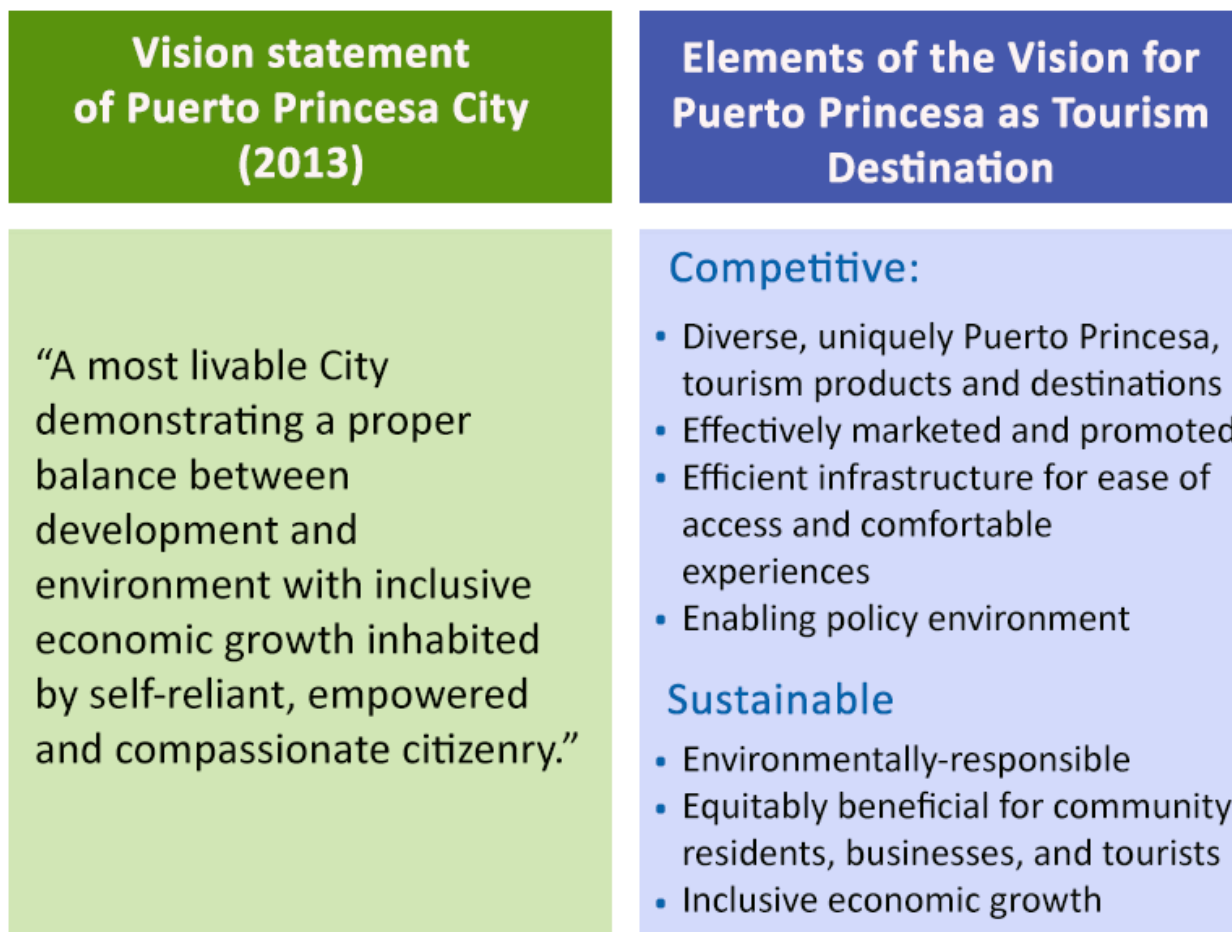 Vision statement
of Puerto Princesa City
(2013)
Elements of the Vision for
Puerto Princesa as Tourism
Destination
“A most livable City
demonstrating a proper
balance between
development and
environment with inclusive
economic growth inhabited
by self-reliant, empowered
and compassionate citizenry.”
Competitive:
• Diverse, uniquely Puerto Princesa,
tourism products and destinations
• Effectively marketed and promoted
• Efficient infrastructure for ease of
access and comfortable
experiences
• Enabling policy environment
Sustainable
• Environmentally-responsible
• Equitably beneficial for community
residents, businesses, and tourists
• Inclusive economic growth